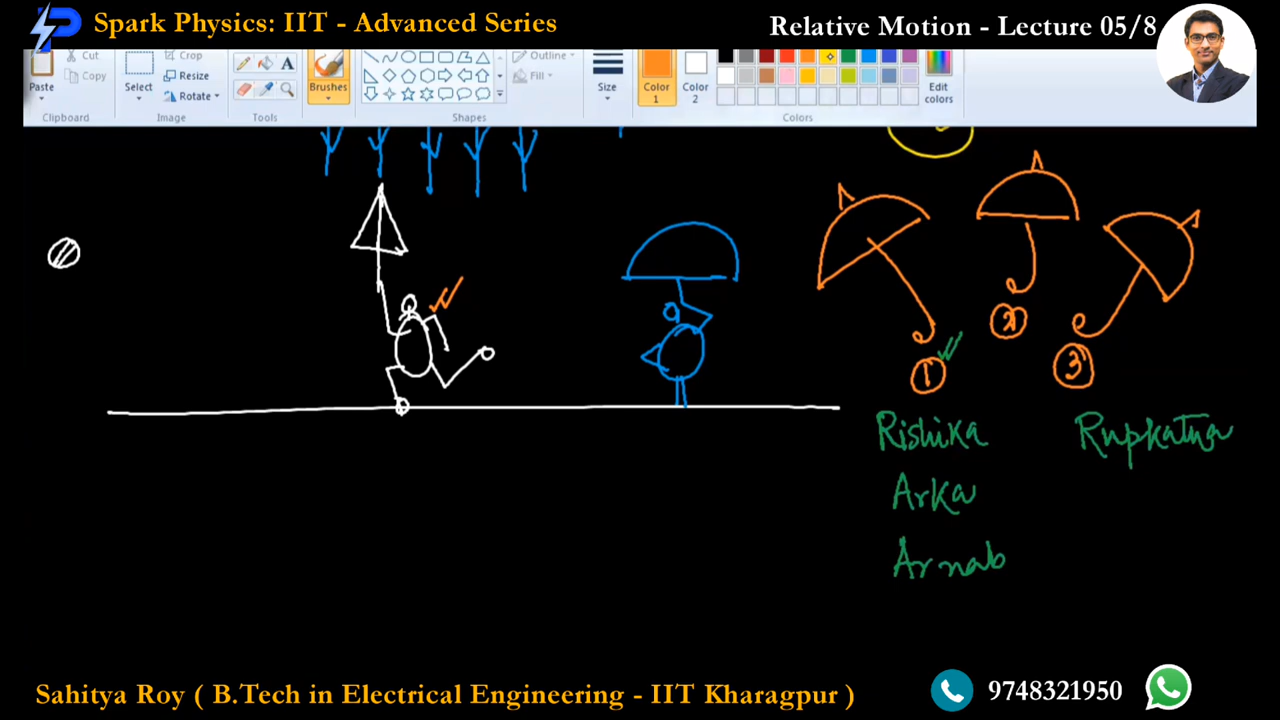 Spark Physics: IIT - Advanced Series
Relative Motion - Lecture 05/8
Cut
Copy
Paste
Clipboard
Select
Crop
Resize
Rotate
Image
A
Tools
Brushes
Shapes
Outline
Fill
Size
Color 1
Color 2
Edit colors
Colors
1
2
3
Rishika
Rupkatha
Arka
Arnab
Sahitya Roy ( B.Tech in Electrical Engineering - IIT Kharagpur )
9748321950